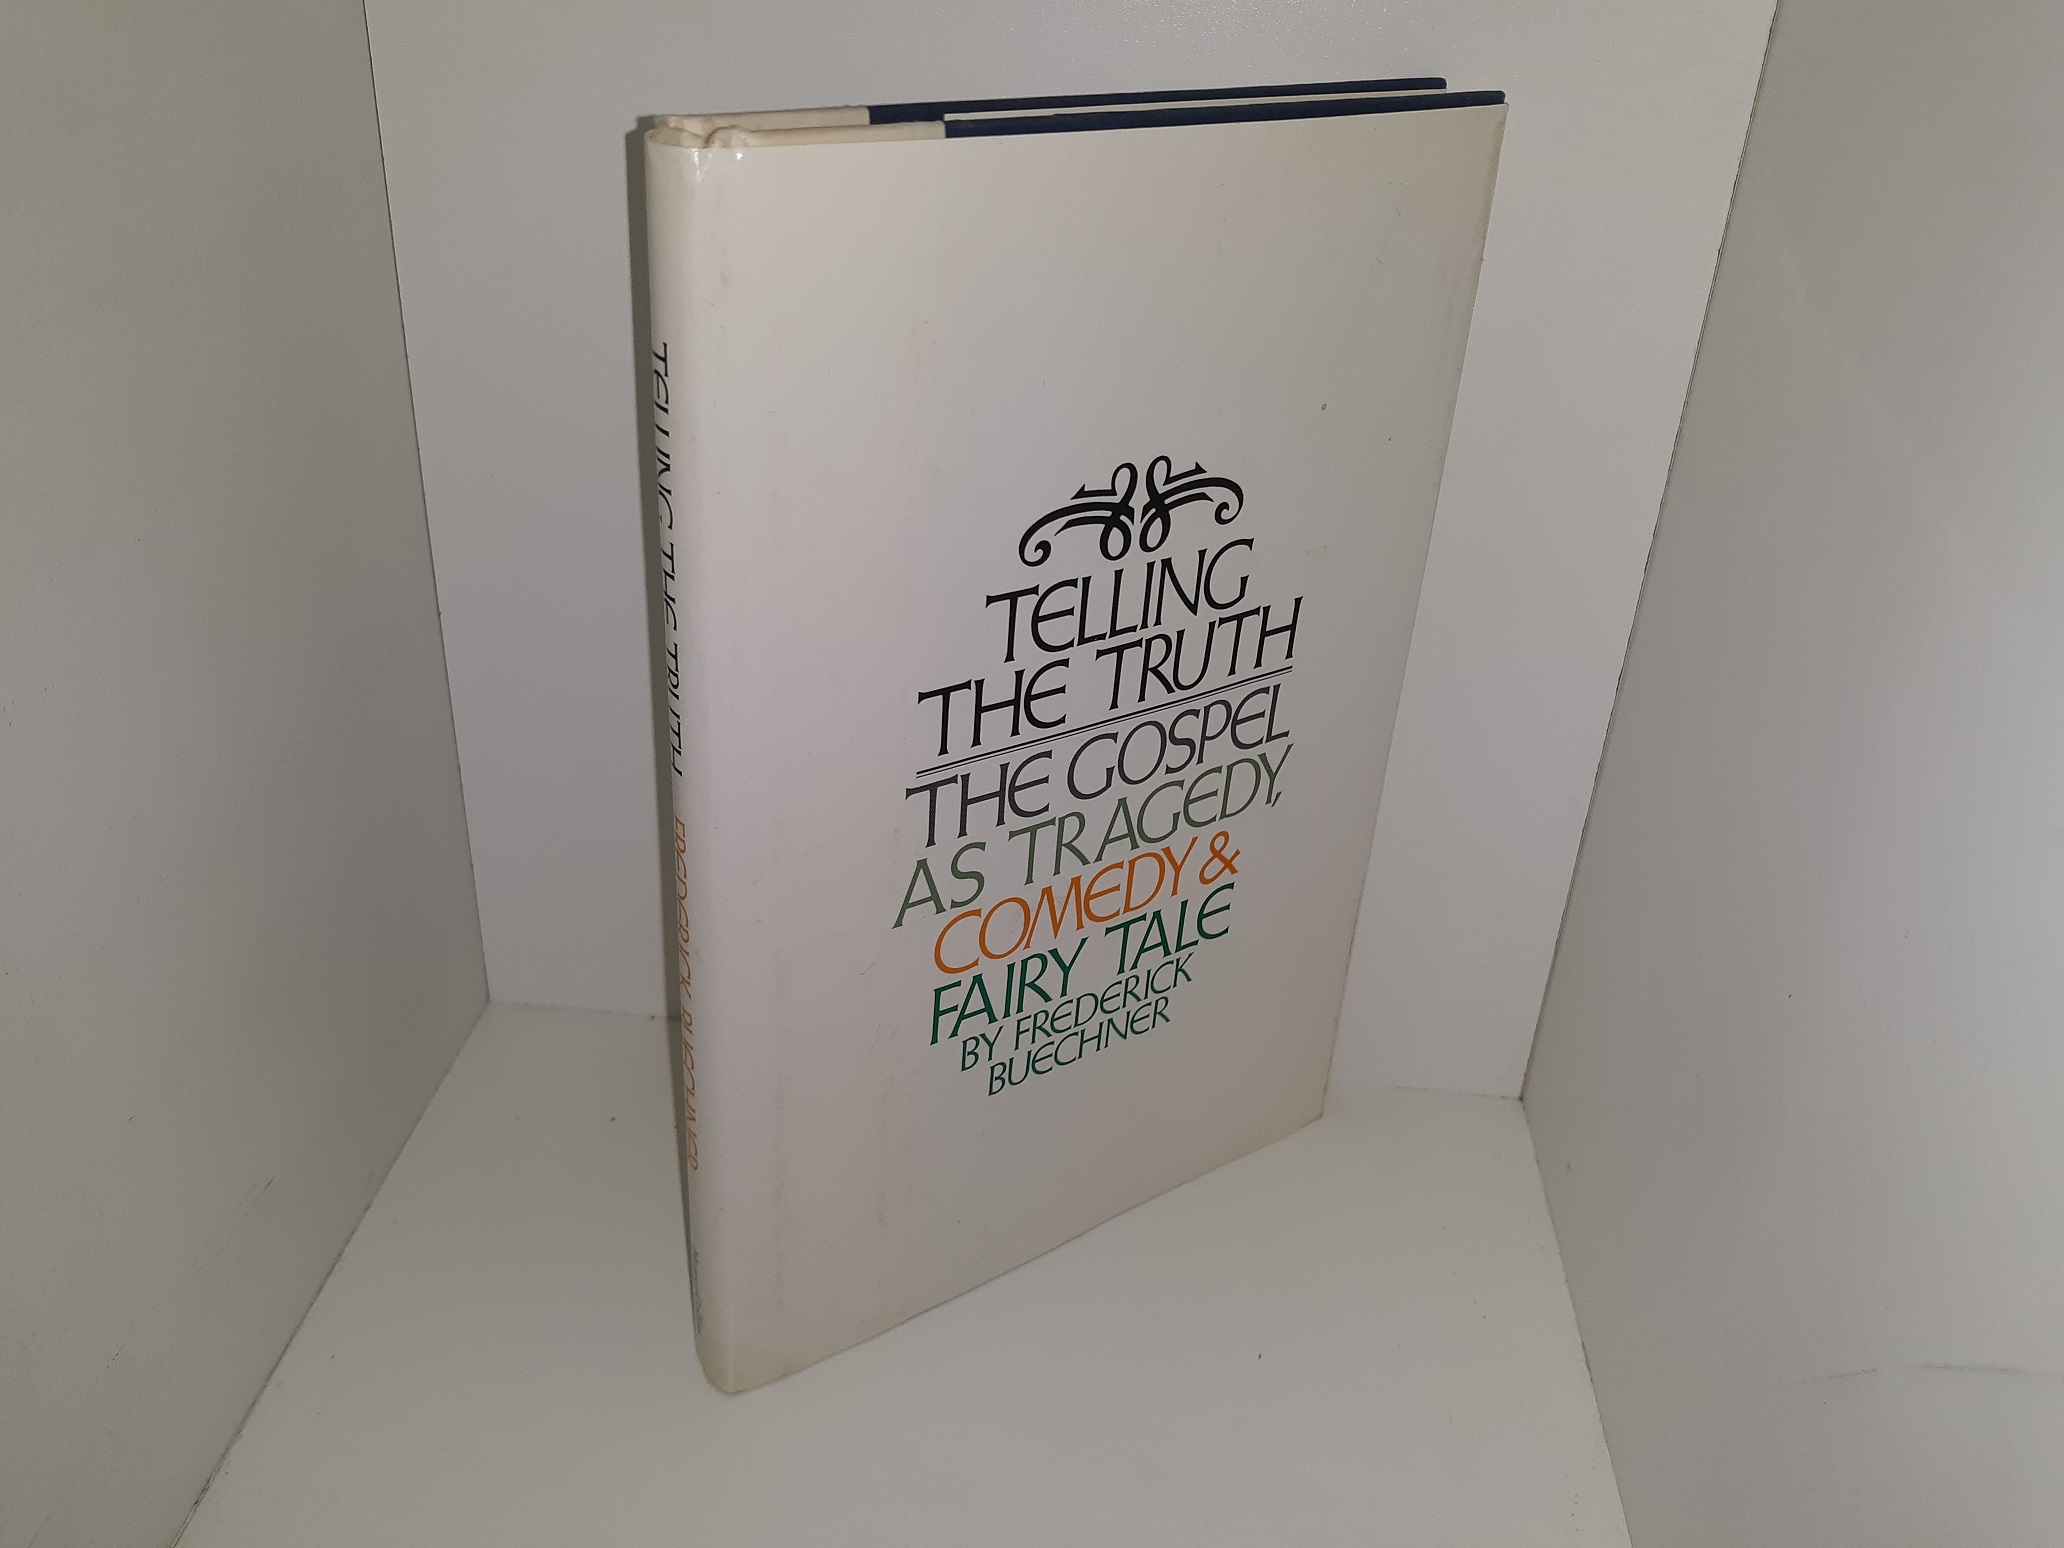 TELLING
THE TRUTH
THE GOSPEL
AS TRAGEDY,
COMEDY &
FAIRY TALE
BY FREDERICK
BUECHNER
TELLING THE TRUTH FREDERICK BUECHNER